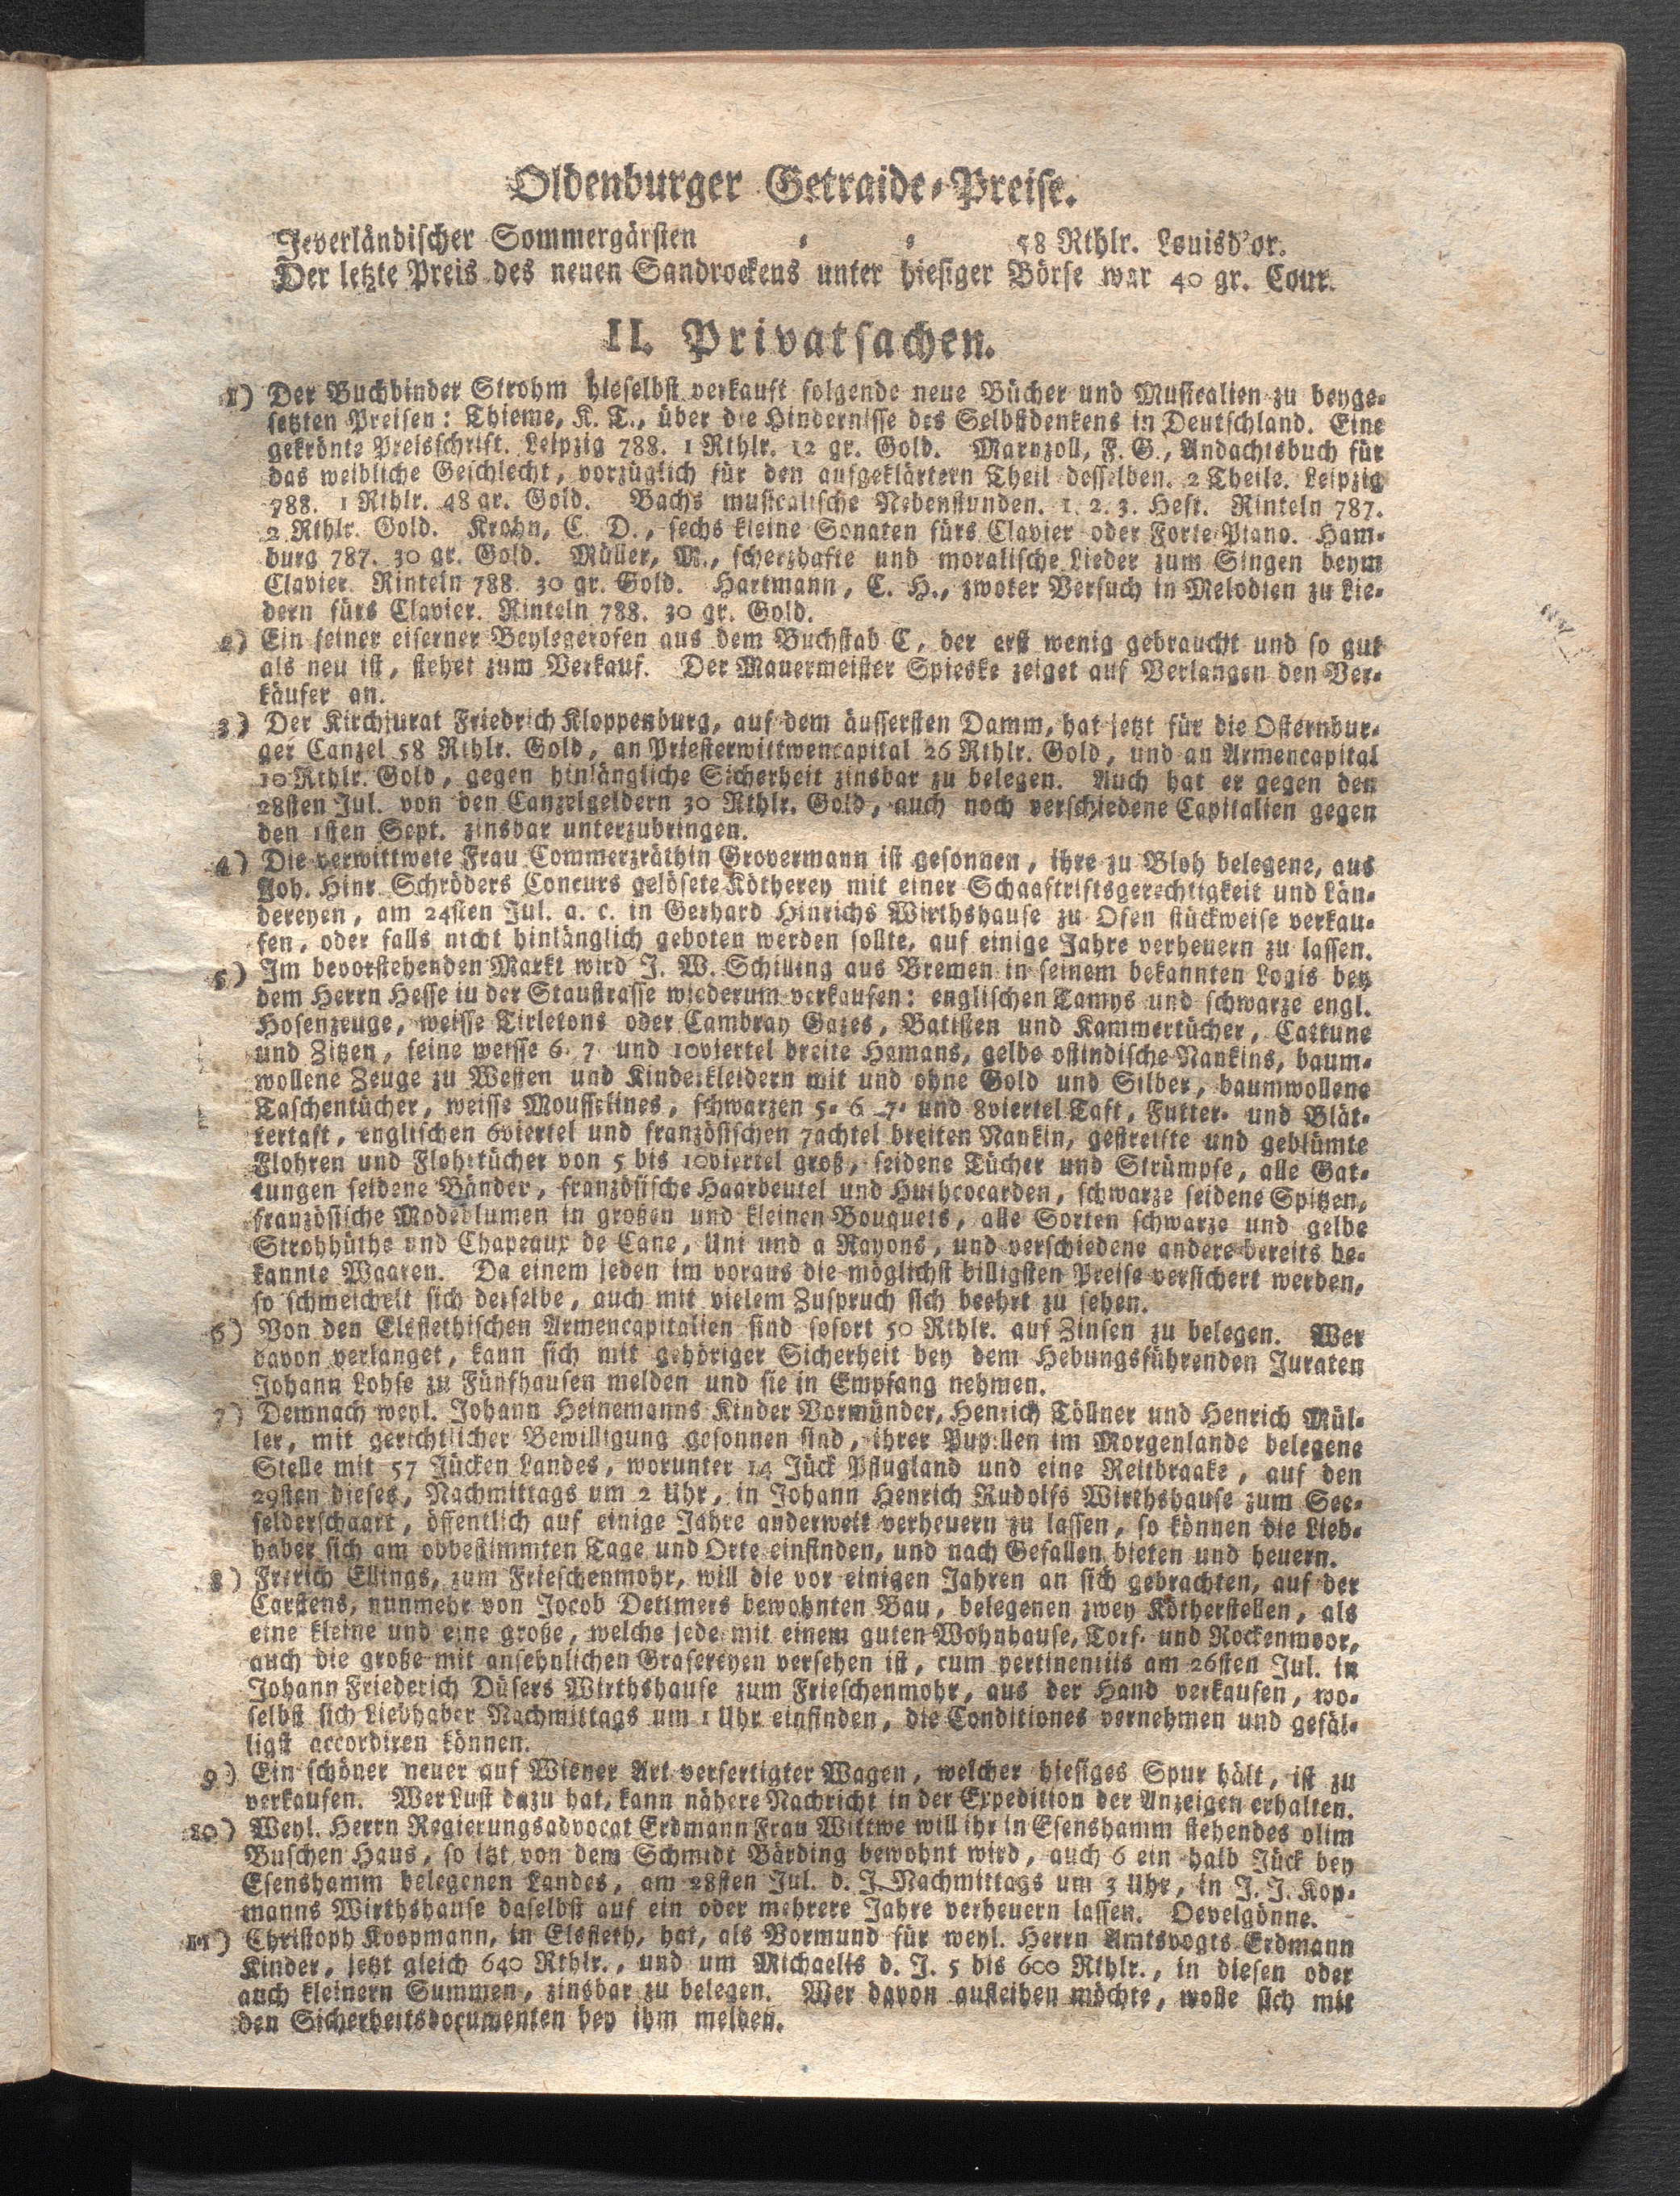 Oldenburger Getraide-Preise.
Jeverländischer Sommergärsten - - 58 Rthlr. Louisd'or.
Der letzte Preis des neuen Sandrockens unter hiesiger Börse war 40 gr. Cour.
II. Privatsachen.
1) Der Buchbinder Strohm hieselbst verkauft folgende neue Bücher und Musicalien zu beyge-
setzten Preisen: Thieme, K. T., über die Hindernisse des Selbstdenkens in Deutschland. Eine
gekrönte Preisschrift. Leipzig 788. 1 Rthlr. 12 gr. Gold. Marezoll, F. G., Andachtsbuch für
das weibliche Geschlecht, vorzüglich für den aufgeklärtern Theil desselben. 2 Theile. Leipzig
788. 1 Rthlr. 48 gr. Gold. Bachs musicalische Nebenstunden. 1. 2. 3. Heft. Rinteln 787.
2 Rthlr. Gold. Krohn, C. D., sechs kleine Sonaten fürs Clavier oder Forte-Piano. Ham-
burg 787. 30 gr. Gold. Müller, M., scherzhafte und moralische Lieder zum Singen beym
Clavier. Rinteln 788. 30 gr. Gold. Hartmann, C. H., zwoter Versuch in Melodien zu Lie-
dern fürs Clavier. Rinteln 788. 30 gr. Gold.
2) Ein feiner eiserner Beylegerofen aus dem Buchstab C, der erst wenig gebraucht und so gut
als neu ist, stehet zum Verkauf. Der Mauermeister Spieske zeiget auf Verlangen den Ver-
käufer an.
3) Der Kirchjurat Friedrich Kloppenburg, auf dem äussersten Damm, hat jetzt für die Osternbur-
ger Canzel 58 Rthlr. Gold, an Priesterwittwencapital 26 Rthlr. Gold, und an Armencapital
10 Rthlr. Gold, gegen hinlängliche Sicherheit zinsbar zu belegen. Auch hat er gegen den
28sten Jul. von den Canzelgeldern 30 Rthlr. Gold, auch noch verschiedene Capitalien gegen
den 1sten Sept. zinsbar unterzubringen.
4) Die verwittwete Frau Commerzräthin Grovermann ist gesonnen, ihre zu Bloh belegene, aus
Joh. Hinr. Schröders Concurs gelösete Kötherey mit einer Schaaftriftsgerechtigkeit und Län-
dereyen, am 24sten Jul. a. c. in Gerhard Hinrichs Wirthshause zu Ofen stückweise verkau-
fen, oder falls nicht hinlänglich geboten werden sollte, auf einige Jahre verheuern zu lassen.
5) Im bevorstehenden Markt wird J. W. Schilling aus Bremen in seinem bekannten Logis bey
dem Herrn Hesse in der Staustrasse wiederum verkaufen: englischen Tamys und schwarze engl.
Hosenzeuge, weisse Tirletons oder Cambray Gazes, Batisten und Kammertücher, Cattune
und Zitzen, feine weisse 6- 7- und 10viertel breite Hamans, gelbe ostindische Nankins, baum-
wollene Zeuge zu Westen und Kinderkleidern mit und ohne Gold und Silber, baumwollene
Taschentücher, weisse Mousselines, schwarzen 5- 6- 7- und 8viertel Taft, Futter- und Blät-
tertaft, englischen 6viertel und französischen 7achtel breiten Nankin, gestreifte und geblümte
Flohren und Flohrtücher von 5 bis 10viertel groß, seidene Tücher und Strümpfe, alle Gat-
tungen seidene Bänder, französische Haarbeutel und Huthcocarden, schwarze seidene Spitzen,
französische Modeblumen in großen und kleinen Bouquets, alle Sorten schwarze und gelbe
Strohhüthe und Chapeaux de Cane, Uni und a Rayons, und verschiedene andere bereits be-
kannte Waaren. Da einem jeden im voraus die möglichst billigsten Preise versichert werden,
so schmeichelt sich derselbe, auch mit vielem Zuspruch sich beehrt zu sehen.
6) Von den Elsflethischen Armencapitalien sind sofort 50 Rthlr. auf Zinsen zu belegen. Wer
davon verlanget, kann sich mit gehöriger Sicherheit bey dem Hebungsführenden Juraten
Johann Lohse zu Fünfhausen melden und sie in Empfang nehmen.
7) Demnach weyl. Johann Heinemanns Kinder Vormünder, Henrich Töllner und Henrich Mül-
ler, mit gerichtlicher Bewilligung gesonnen sind, ihrer Pupillen im Morgenlande belegene
Stelle mit 57 Jücken Landes, worunter 14 Jück Pflugland und eine Reitbraake, auf den
29sten dieses, Nachmittags um 2 Uhr, in Johann Henrich Rudolfs Wirthshause zum See-
felderschaart, öffentlich auf einige Jahre anderweit verheuern zu lassen, so können die Lieb-
haber sich am obbestimmten Tage und Orte einfinden, und nach Gefallen bieten und heuern.
8) Frerich Ellings, zum Frieschenmohr, will die vor einigen Jahren an sich gebrachten, auf der
Carstens, nunmehr von Jocob Dettmers bewohnten Bau, belegenen zwey Kötherstellen, als
eine kleine und eine große, welche jede mit einem guten Wohnhause, Torf- und Rockenmoor,
auch die große mit ansehnlichen Grasereyen versehen ist, cum pertinentiis am 26sten Jul. in
Johann Friederich Düsers Wirthshause zum Frieschenmohr, aus der Hand verkaufen, wo-
selbst sich Liebhaber Nachmittags um 1 Uhr einfinden, die Conditiones vernehmen und gefäl-
ligst accordiren können.
9) Ein schöner neuer auf Wiener Art verfertigter Wagen, welcher hiesiges Spur hält, ist zu
verkaufen. Wer Lust dazu hat, kann nähere Nachricht in der Expedition der Anzeigen erhalten.
10) Weyl. Herrn Regierungsadvocat Erdmann Frau Wittwe will ihr in Esenshamm stehendes olim
Buschen Haus, so itzt von dem Schmidt Bärding bewohnt wird, auch 6 ein halb Jück bey
Esenshamm belegenen Landes, am 28sten Jul. d. J. Nachmittags um 3 Uhr, in J. J. Kop-
manns Wirthshause daselbst auf ein oder mehrere Jahre verheuern lassen. Oevelgönne.
11) Christoph Koopmann, in Elsfleth, hat, als Vormund für weyl. Herrn Amtsvogts Erdmann
Kinder, jetzt gleich 640 Rthlr., und um Michaelis d. J. 5 bis 600 Rthlr., in diesen oder
auch kleinern Summen, zinsbar zu belegen. Wer davon aufleihen möchte, wolle sich mit
den Sicherheitsdocumenten bey ihm melden.